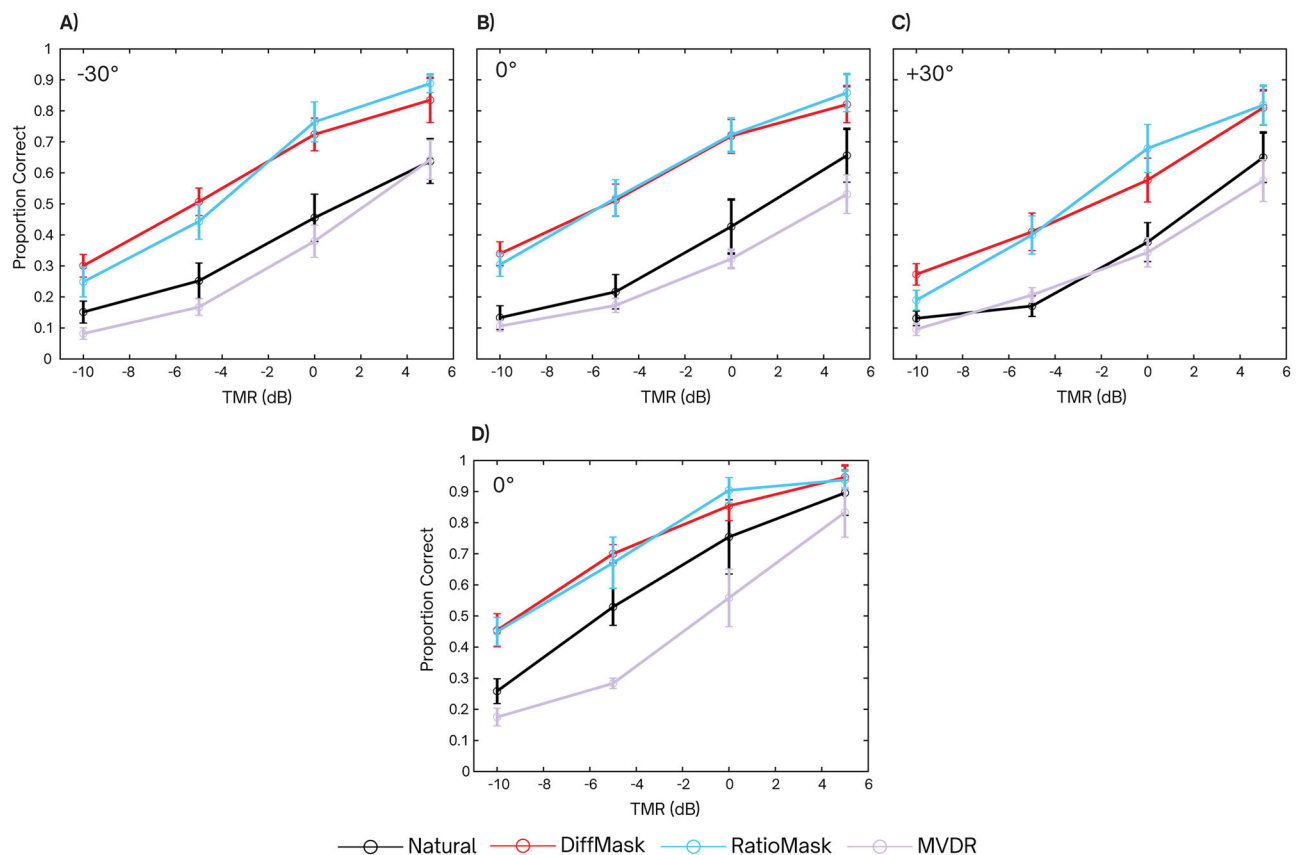 A)
B)
C)
-30°
0°
+30°
1
0.9
0.8
0.7
0.6
0.5
0.4
0.3
0.2
0.1
0
Proportion Correct
-10 -8 -6 -4 -2 0 2 4 6
-10 -8 -6 -4 -2 0 2 4 6
-10 -8 -6 -4 -2 0 2 4 6
TMR (dB)
TMR (dB)
TMR (dB)
D)
0°
1
0.9
0.8
0.7
0.6
0.5
0.4
0.3
0.2
0.1
0
Proportion Correct
-10 -8 -6 -4 -2 0 2 4 6
TMR (dB)
Natural DiffMask RatioMask MVDR